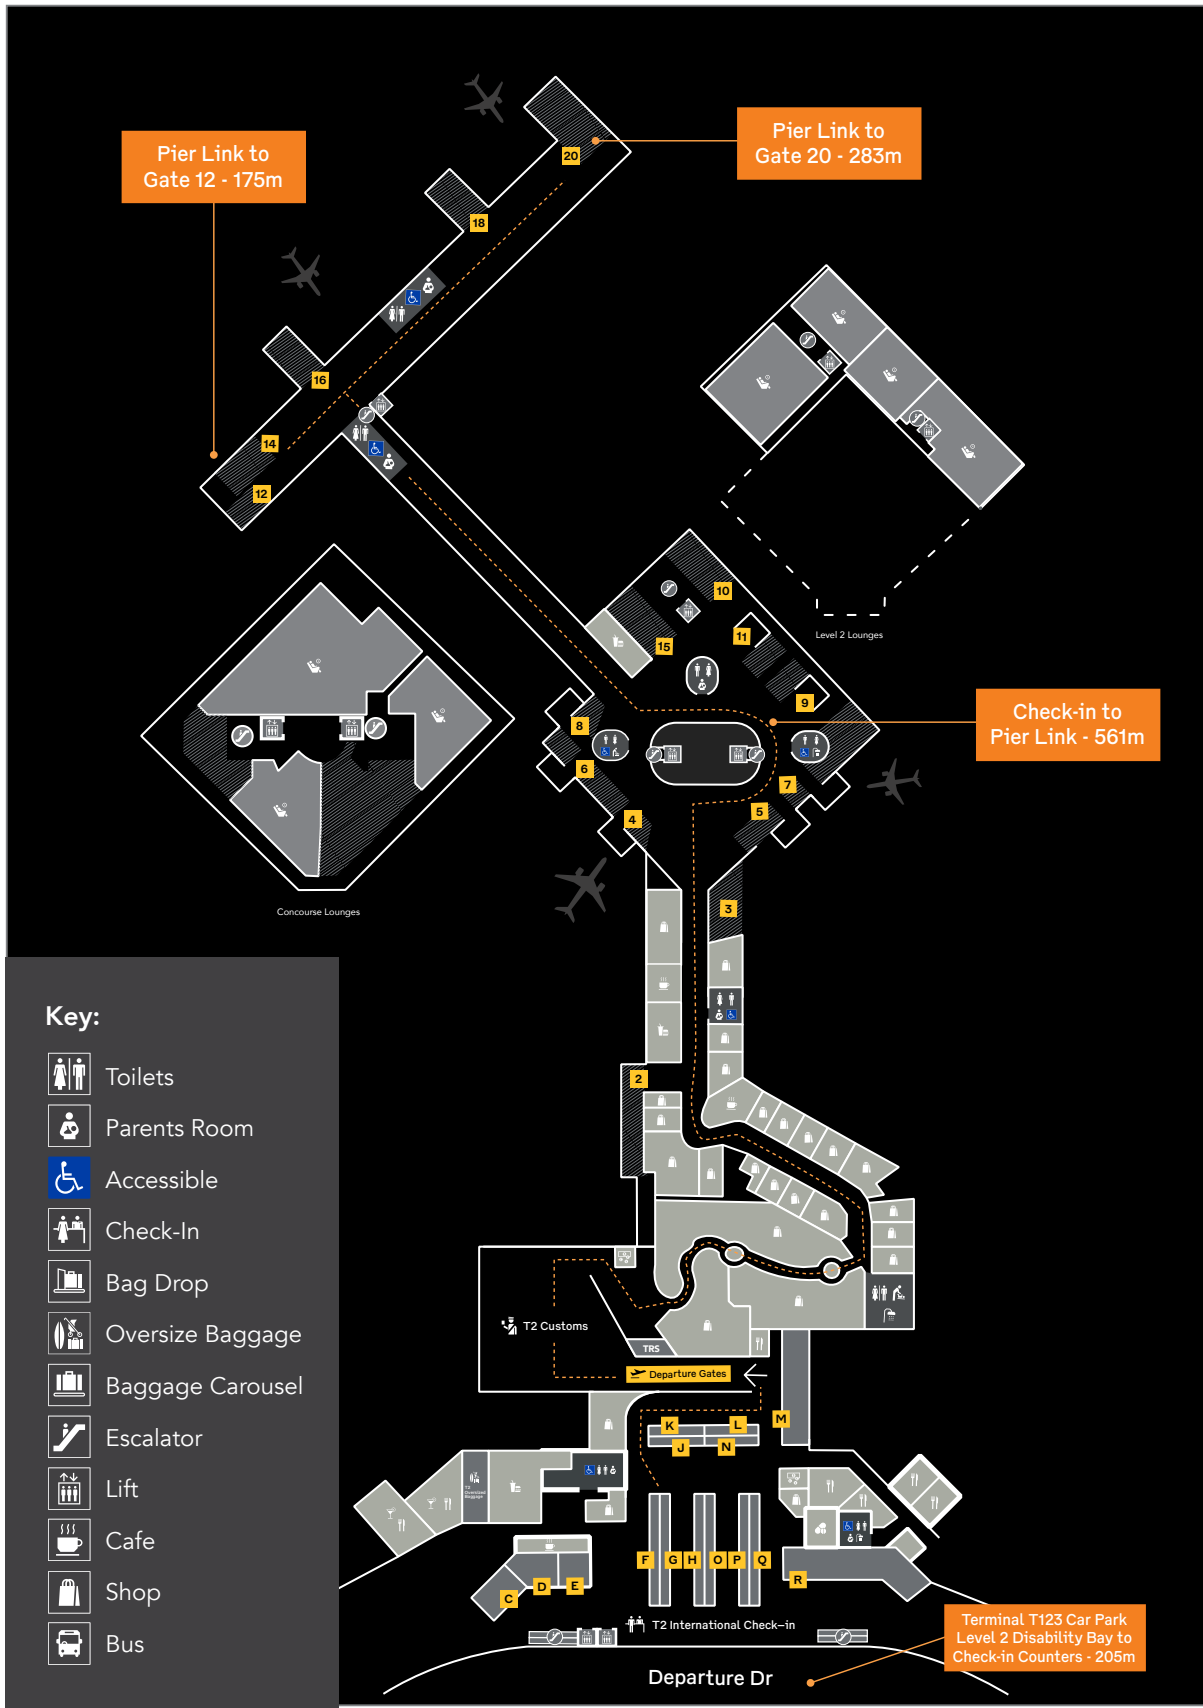 Pier Link to
Gate 12 - 175m
Pier Link to
Gate 20 - 283m
20
18
16
14
12
10
11
15
9
8
6
4
7
5
3
2
Level 2 Lounges
Concourse Lounges
Check-in to
Pier Link - 561m
T2 Customs
TRS
Departure Gates
K
L
J
N
M
T2
Oversized
Baggage
F
G
H
O
P
Q
R
C
D
E
T2 International Check-in
Departure Dr
Terminal T123 Car Park
Level 2 Disability Bay to
Check-in Counters - 205m
Key:
Toilets
Parents Room
Accessible
Check-In
Bag Drop
Oversize Baggage
Baggage Carousel
Escalator
Lift
Cafe
Shop
Bus